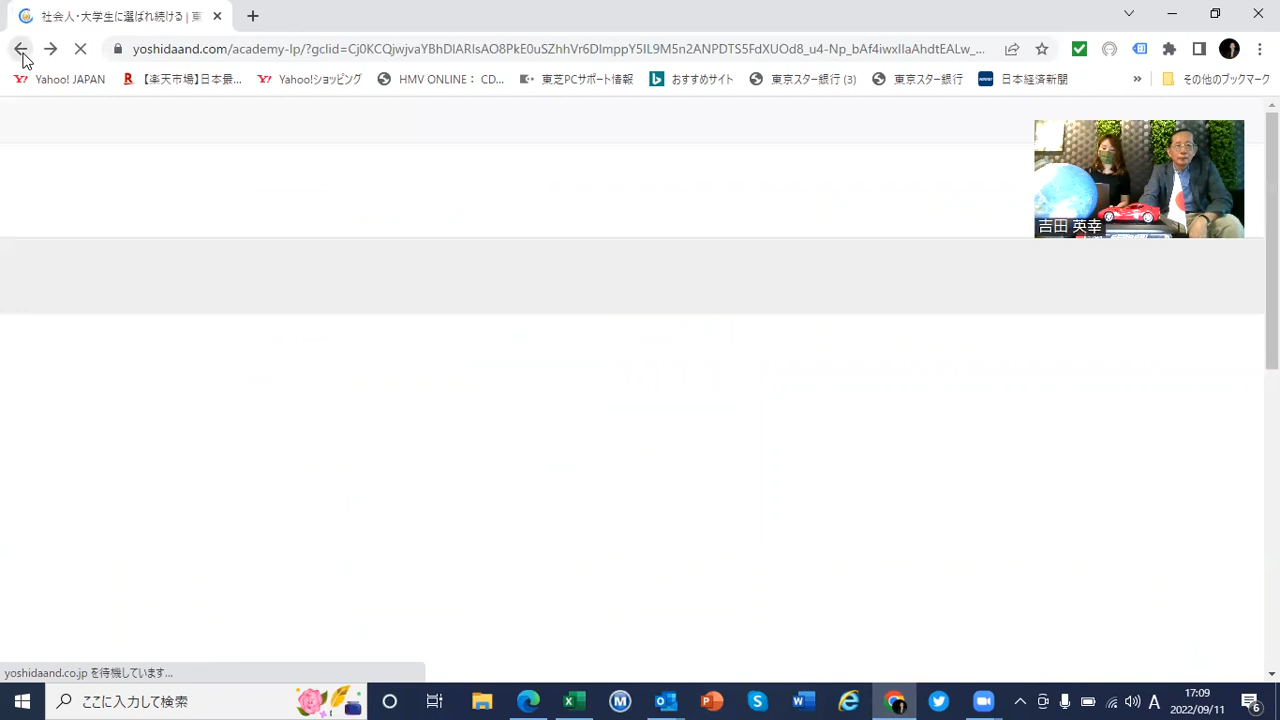 社会人・大学生に選ばれ続ける | 東
yoshidaand.com/academy-lp/?gclid=Cj0KCQjwjvaYBhDlARIsAO8PkE0uSZhhVr6DlmppY5IL9M5n2ANPDTS5FdXUOd8_u4-Np_bAf4iwxIlaAhdtEALw_...
Yahoo! JAPAN
【楽天市場】日本最...
Yahoo!ショッピング
HMV ONLINE： CD...
東芝PCサポート情報
おすすめサイト
東京スター銀行 (3)
東京スター銀行
日本経済新聞
»
その他のブックマーク
吉田 英幸
yoshidaand.co.jp を待機しています...
ここに入力して検索
A
17:09
2022/09/11
6